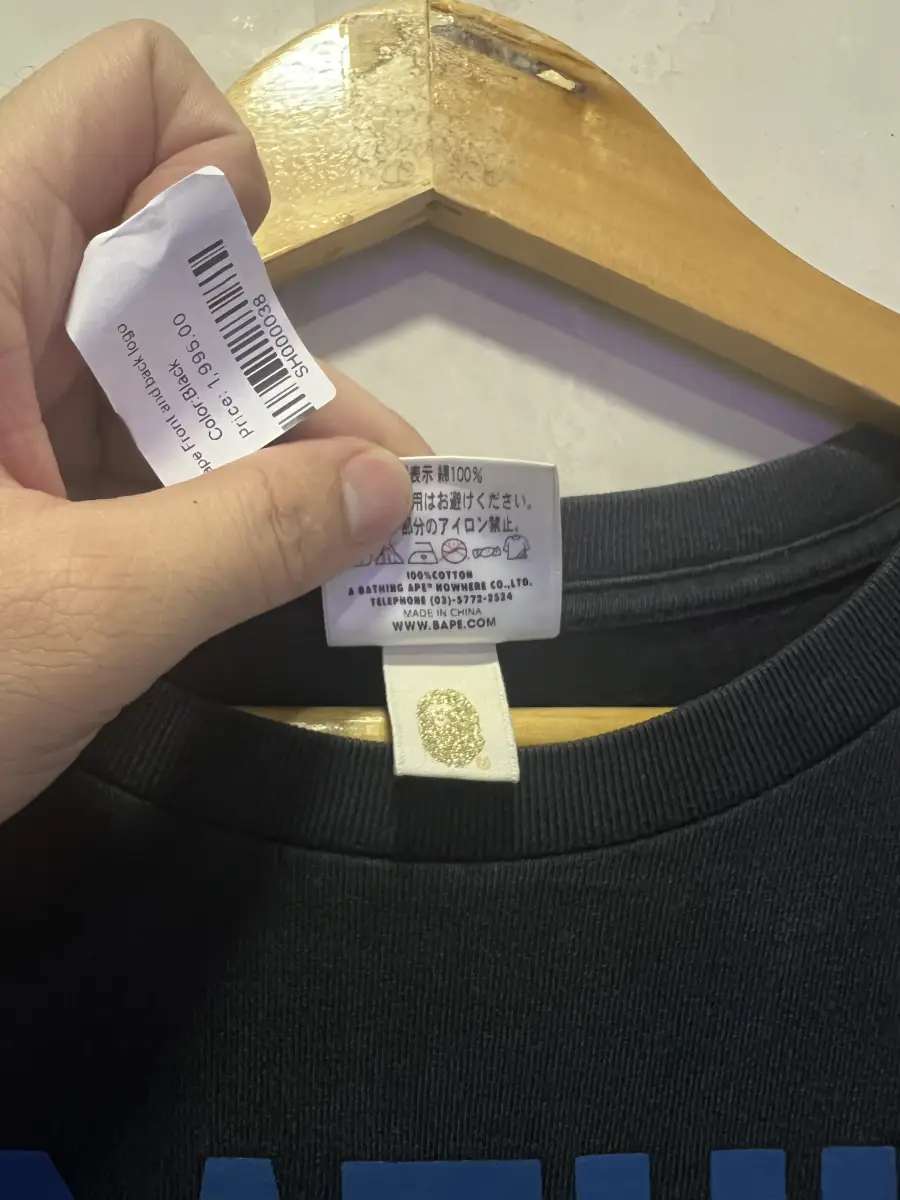 SH000038
Price: 1,995.00
Color:Black
ape Front and back logo
表示 綿100%
用はお避けください。
部分のアイロン禁止。
100%COTTON
A BATHING APE® NOWHERE CO.,LTD.
TELEPHONE (03)-5772-2524
MADE IN CHINA
WWW.BAPE.COM